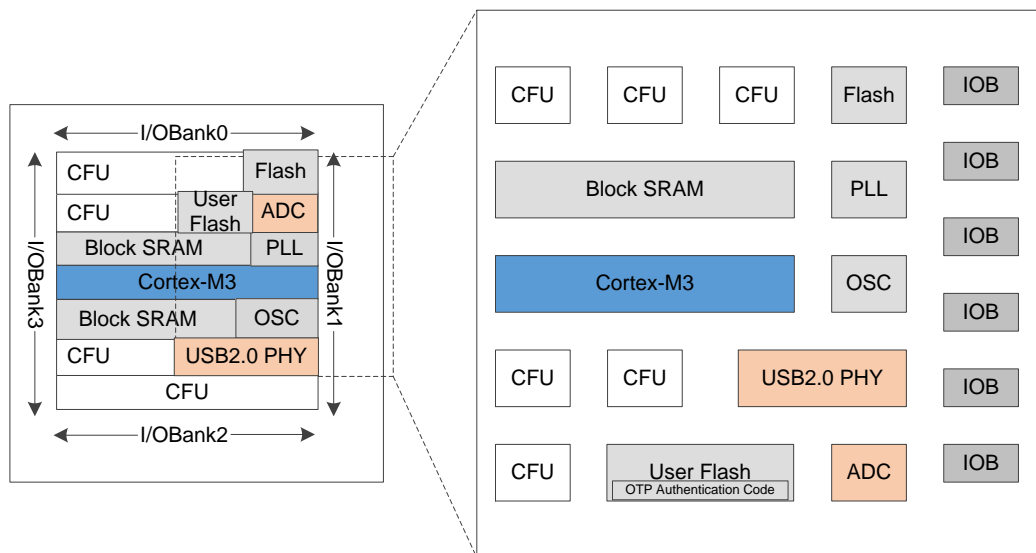 I/OBank0
CFU
Flash
CFU
User
Flash
ADC
Block SRAM
PLL
Cortex-M3
Block SRAM
OSC
CFU
USB2.0 PHY
CFU
I/OBank3
I/OBank1
I/OBank2
CFU
CFU
CFU
Flash
IOB
Block SRAM
PLL
IOB
IOB
Cortex-M3
OSC
IOB
CFU
CFU
USB2.0 PHY
IOB
CFU
User Flash
OTP Authentication Code
ADC
IOB